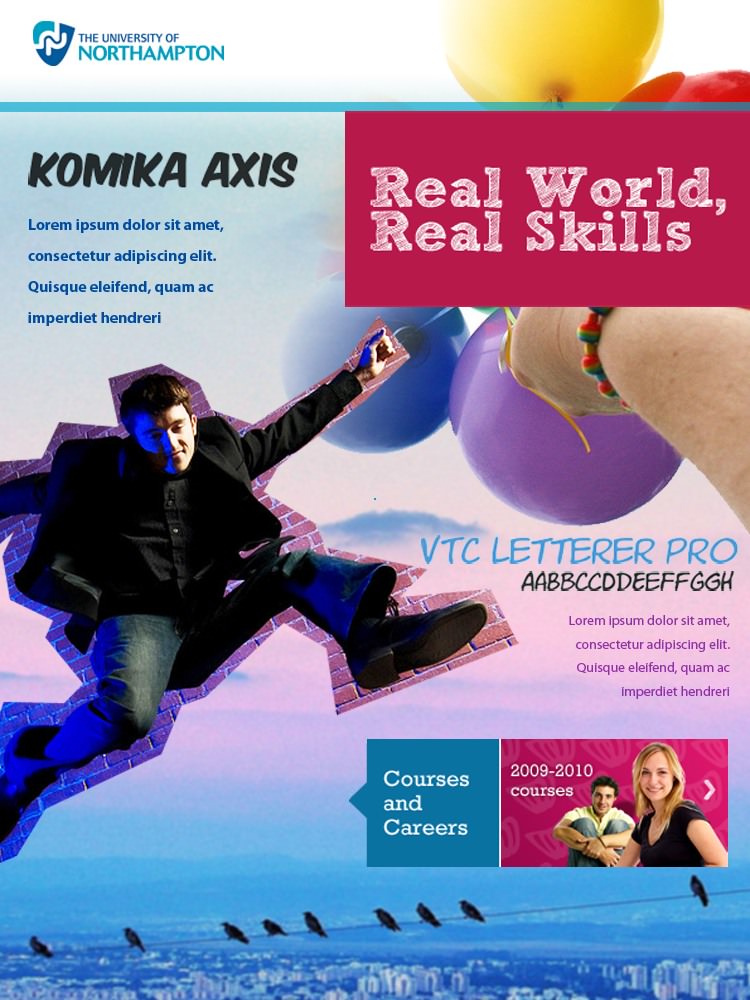 THE UNIVERSITY OF
NORTHAMPTON
KOMIKA AXIS
Lorem ipsum dolor sit amet,
consectetur adipiscing elit.
Quisque eleifend, quam ac
imperdiet hendreri
Real World,
Real Skills
VTC LETTERER PRO
AABBCCDDEEFFGGH
Lorem ipsum dolor sit amet,
consectetur adipiscing elit.
Quisque eleifend, quam ac
imperdiet hendreri
Courses
and
Careers
2009-2010
courses